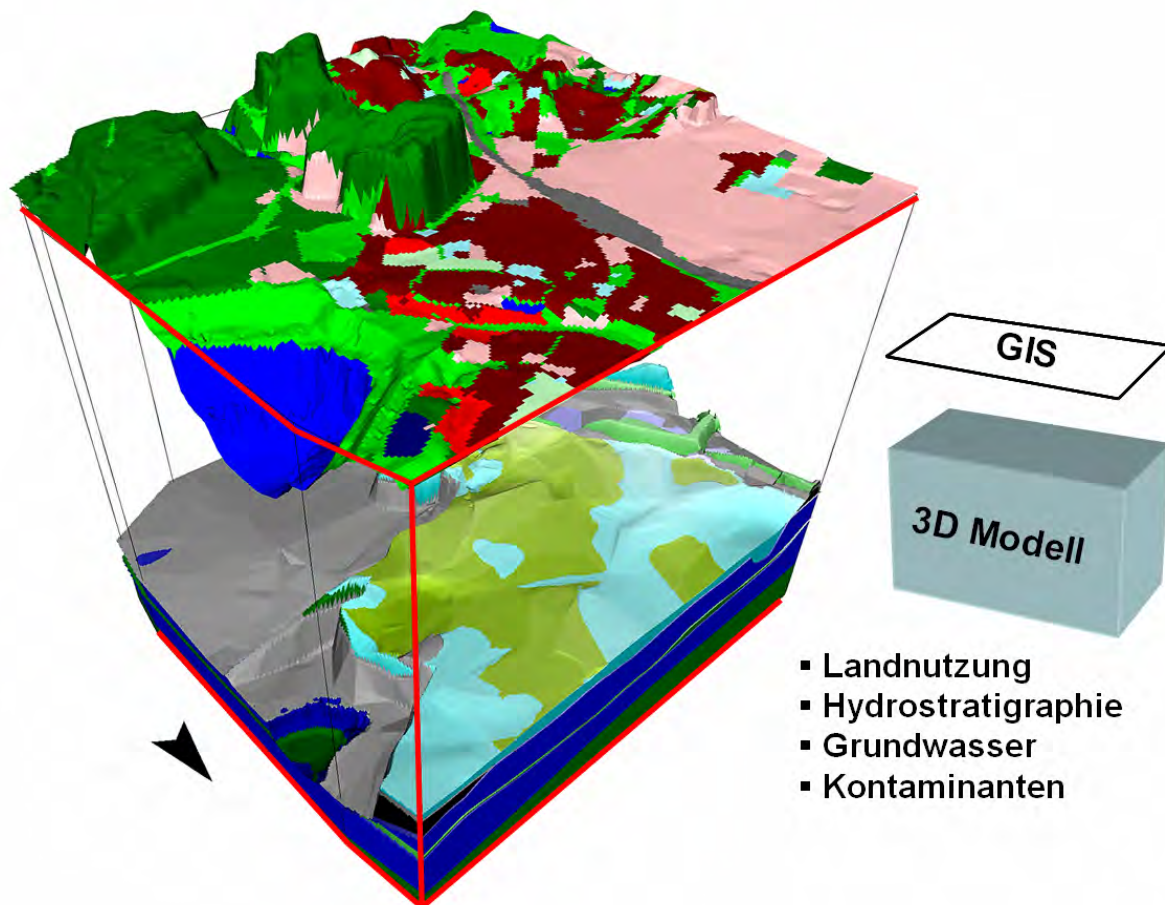 GIS
3D Modell
▪ Landnutzung
▪ Hydrostratigraphie
▪ Grundwasser
▪ Kontaminanten